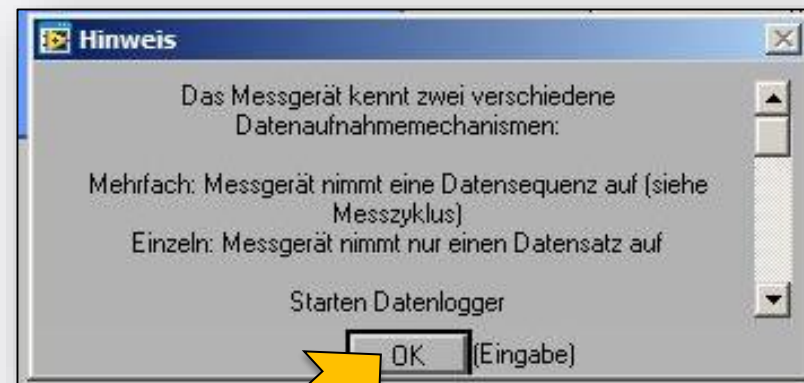 Hinweis
Das Messgerät kennt zwei verschiedene
Datenaufnahmemechanismen:
Mehrfach: Messgerät nimmt eine Datensequenz auf (siehe
Messzyklus)
Einzeln: Messgerät nimmt nur einen Datensatz auf
Starten Datenlogger
OK (Eingabe)